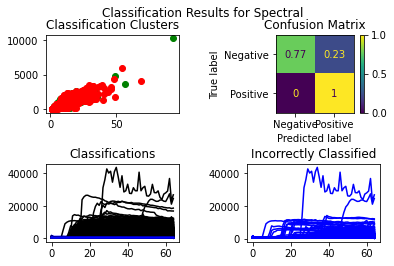 Classification Results for Spectral
Classification Clusters
10000
5000
0
0
50
Confusion Matrix
True label
Negative
Positive
0.77
0.23
0
1
Negative
Positive
Predicted label
1.0
0.5
0.0
Classifications
40000
20000
0
0
20
40
60
Incorrectly Classified
40000
20000
0
0
20
40
60